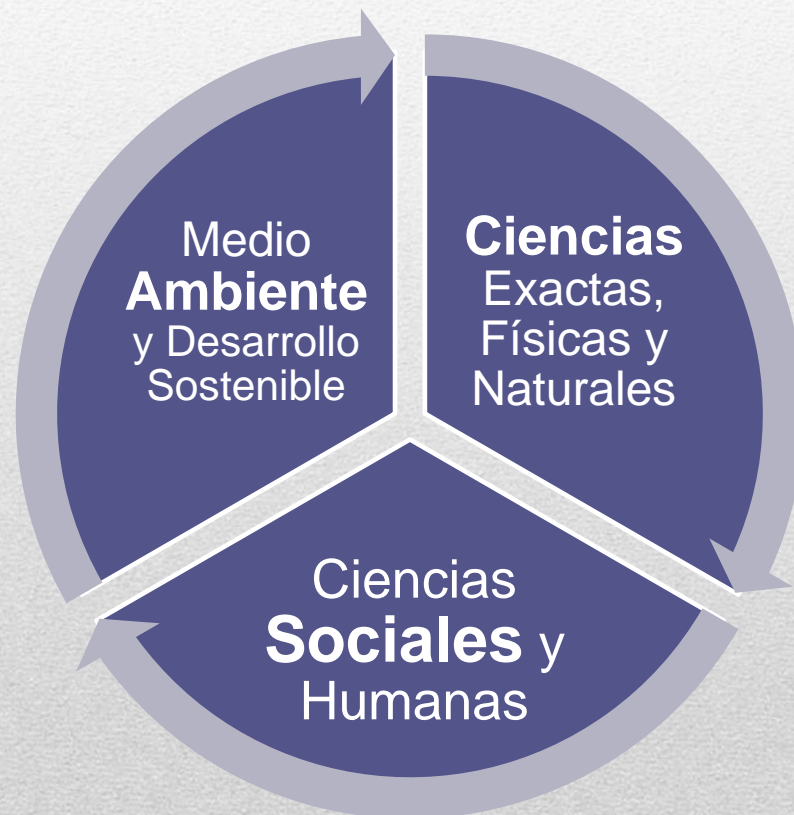 Medio
Ambiente
y Desarrollo
Sostenible
Ciencias
Exactas,
Físicas y
Naturales
Ciencias
Sociales y
Humanas